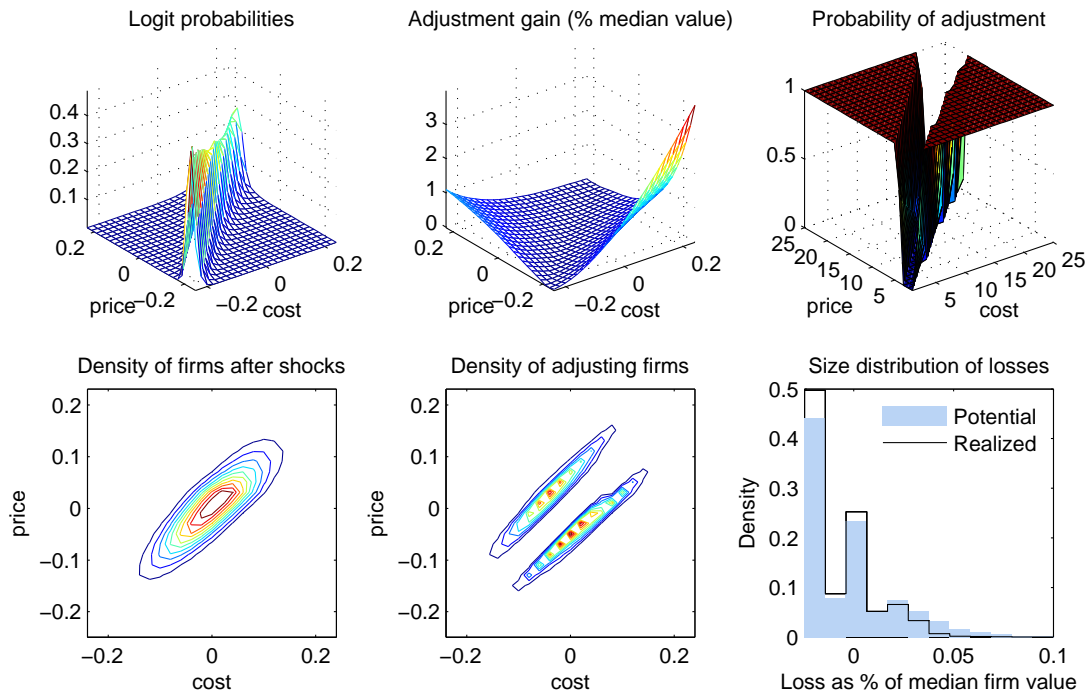 Logit probabilities
0.4
0.3
0.2
0.1
0.2
0
−0.2
price
−0.2
0
0.2
cost
Adjustment gain (% median value)
3
2
1
0
0.2
0
−0.2
price
−0.2
0
0.2
cost
Probability of adjustment
1
0.5
0
25
20
15
10
5
price
5
10
15
20
25
cost
Density of firms after shocks
0.2
0.1
0
−0.1
−0.2
price
−0.2
0
0.2
cost
Density of adjusting firms
0.2
0.1
0
−0.1
−0.2
price
−0.2
0
0.2
cost
Size distribution of losses
0.5
0.4
0.3
0.2
0.1
0
Density
Potential
Realized
0
0.05
0.1
Loss as % of median firm value